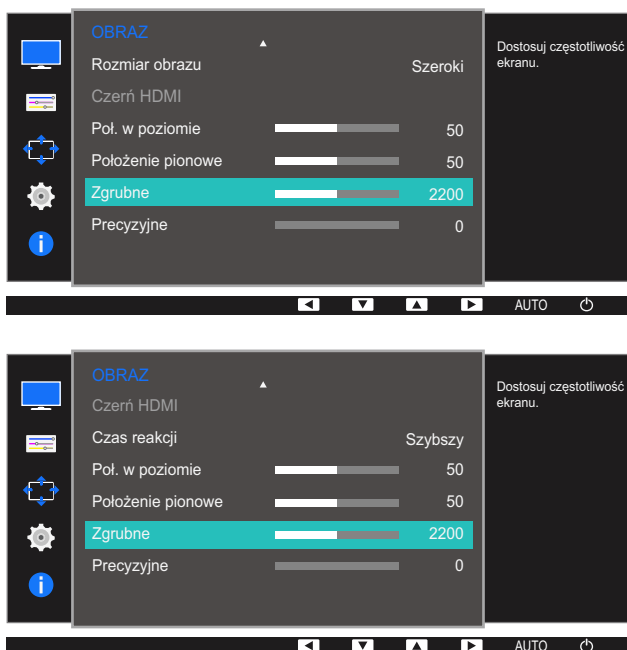 OBRAZ
Rozmiar obrazu Szeroki
Czerń HDMI
Poł. w poziomie 50
Położenie pionowe 50
Zgrubne 2200
Precyzyjne 0
Dostosuj częstotliwość
ekranu.
AUTO
OBRAZ
Czerń HDMI
Czas reakcji Szybszy
Poł. w poziomie 50
Położenie pionowe 50
Zgrubne 2200
Precyzyjne 0
Dostosuj częstotliwość
ekranu.
AUTO